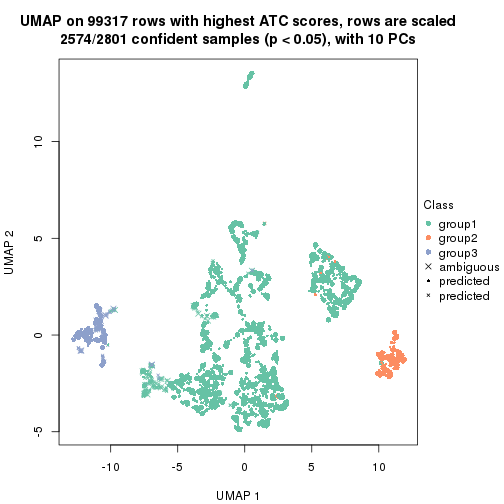 UMAP on 99317 rows with highest ATC scores, rows are scaled
2574/2801 confident samples (p < 0.05), with 10 PCs
10
5
0
-5
UMAP 2
-10
-5
0
5
10
UMAP 1
Class
group1
group2
group3
ambiguous
predicted
predicted